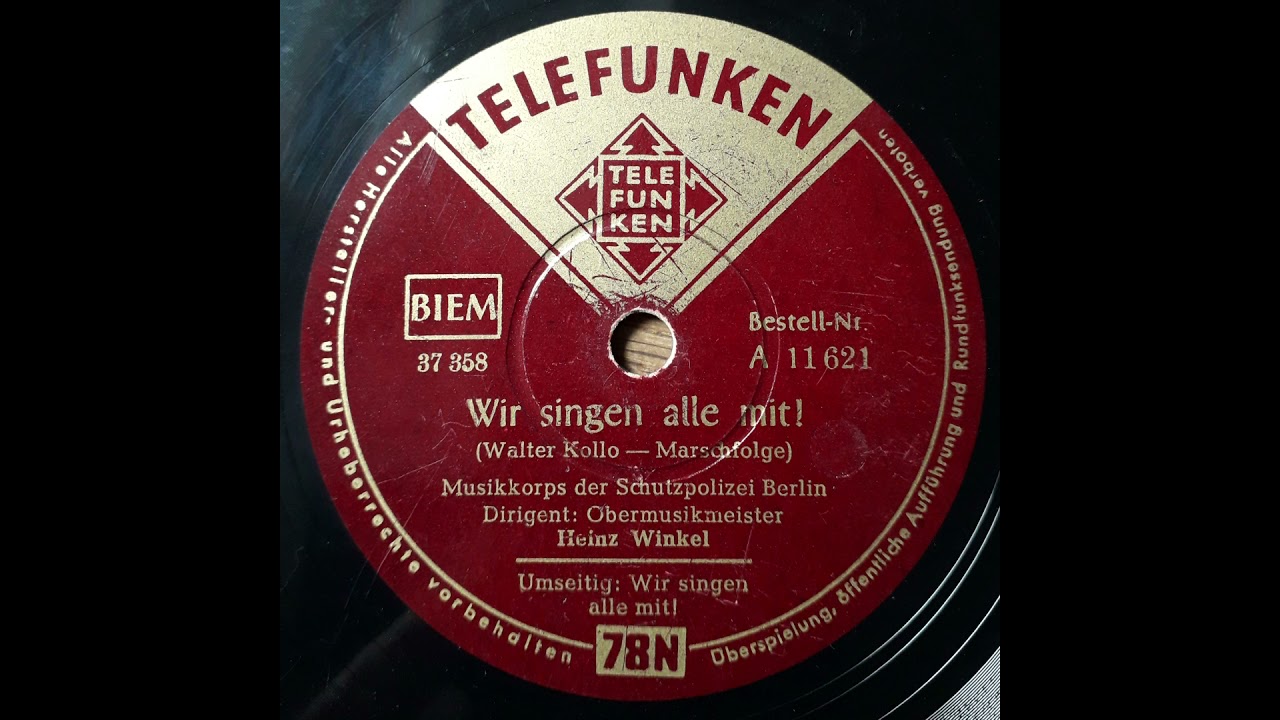 TELEFUNKEN
TELE
FUN
KEN
BIEM
37 358
Bestell-Nr.
A 11621
Wir singen alle mit!
(Walter Kollo — Marschfolge)
Musikkorps der Schutzpolizei Berlin
Dirigent: Obermusikmeister
Heinz Winkel
Umseitig: Wir singen
alle mit!
78N
Alle Hersteller- und Urheberrechte vorbehalten
Überspielung, öffentliche Aufführung und Rundfunksendung verboten